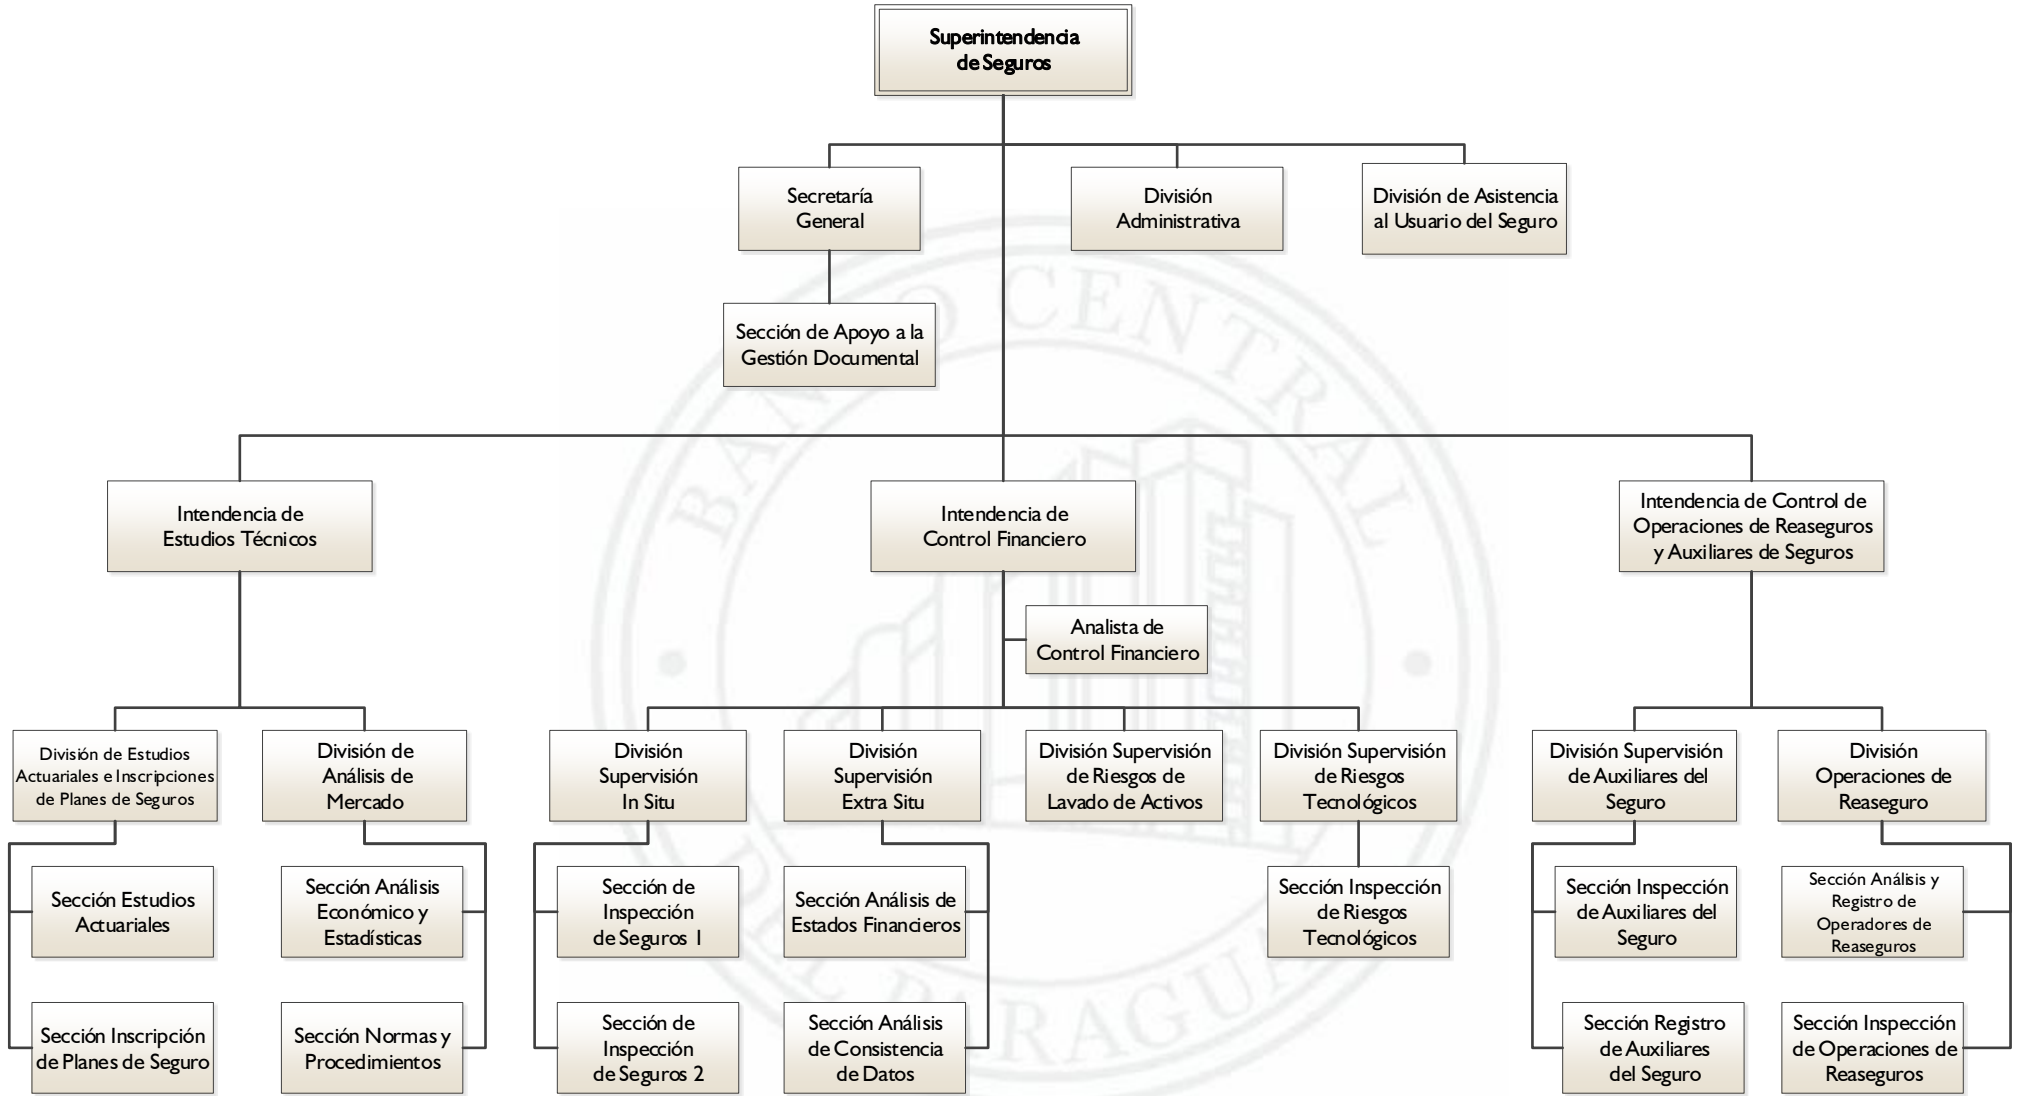 Superintendencia
de Seguros
Secretaría
General
División
Administrativa
División de Asistencia
al Usuario del Seguro
Sección de Apoyo a la
Gestión Documental
Intendencia de
Estudios Técnicos
Intendencia de
Control Financiero
Intendencia de Control de
Operaciones de Reaseguros
y Auxiliares de Seguros
Analista de
Control Financiero
División de Estudios
Actuariales e Inscripciones
de Planes de Seguros
División de
Análisis de
Mercado
División
Supervisión
In Situ
División
Supervisión
Extra Situ
División Supervisión
de Riesgos de
Lavado de Activos
División Supervisión
de Riesgos
Tecnológicos
División Supervisión
de Auxiliares del
Seguro
División
Operaciones de
Reaseguro
Sección Estudios
Actuariales
Sección Análisis
Económico y
Estadísticas
Sección de
Inspección
de Seguros 1
Sección Análisis de
Estados Financieros
Sección Inspección
de Riesgos
Tecnológicos
Sección Inspección
de Auxiliares del
Seguro
Sección Análisis y
Registro de
Operadores de
Reaseguros
Sección Inscripción
de Planes de Seguro
Sección Normas y
Procedimientos
Sección de
Inspección
de Seguros 2
Sección Análisis
de Consistencia
de Datos
Sección Registro
de Auxiliares
del Seguro
Sección Inspección
de Operaciones de
Reaseguros
BANCO CENTRAL
DEL PARAGUAY